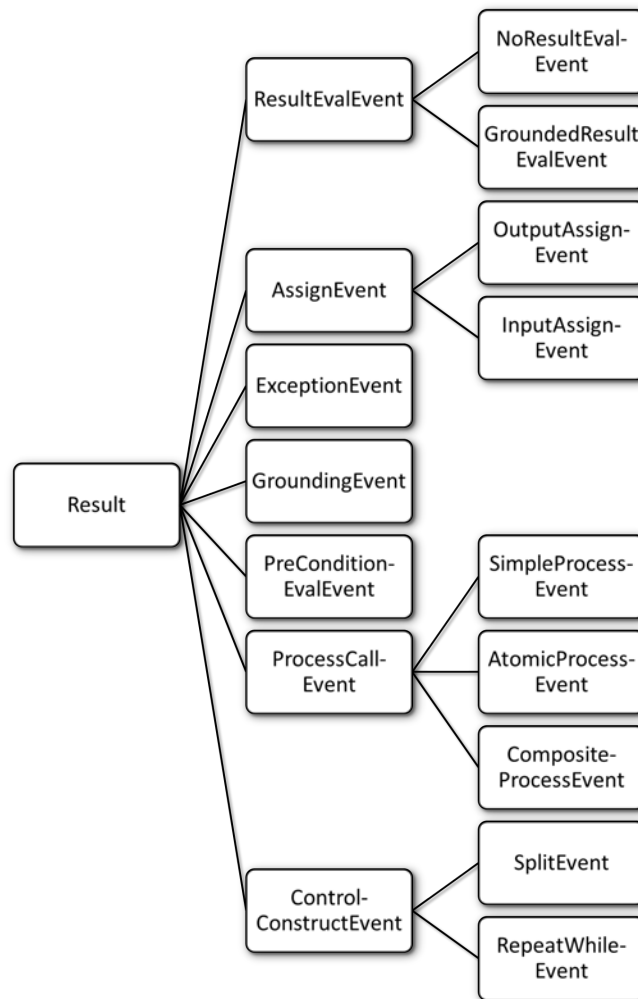 NoResultEval-
Event
ResultEvalEvent
GroundedResult
EvalEvent
OutputAssign-
Event
AssignEvent
InputAssign-
Event
ExceptionEvent
GroundingEvent
Result
PreCondition-
EvalEvent
SimpleProcess-
Event
ProcessCall-
Event
AtomicProcess-
Event
Composite-
ProcessEvent
SplitEvent
Control-
ConstructEvent
RepeatWhile-
Event